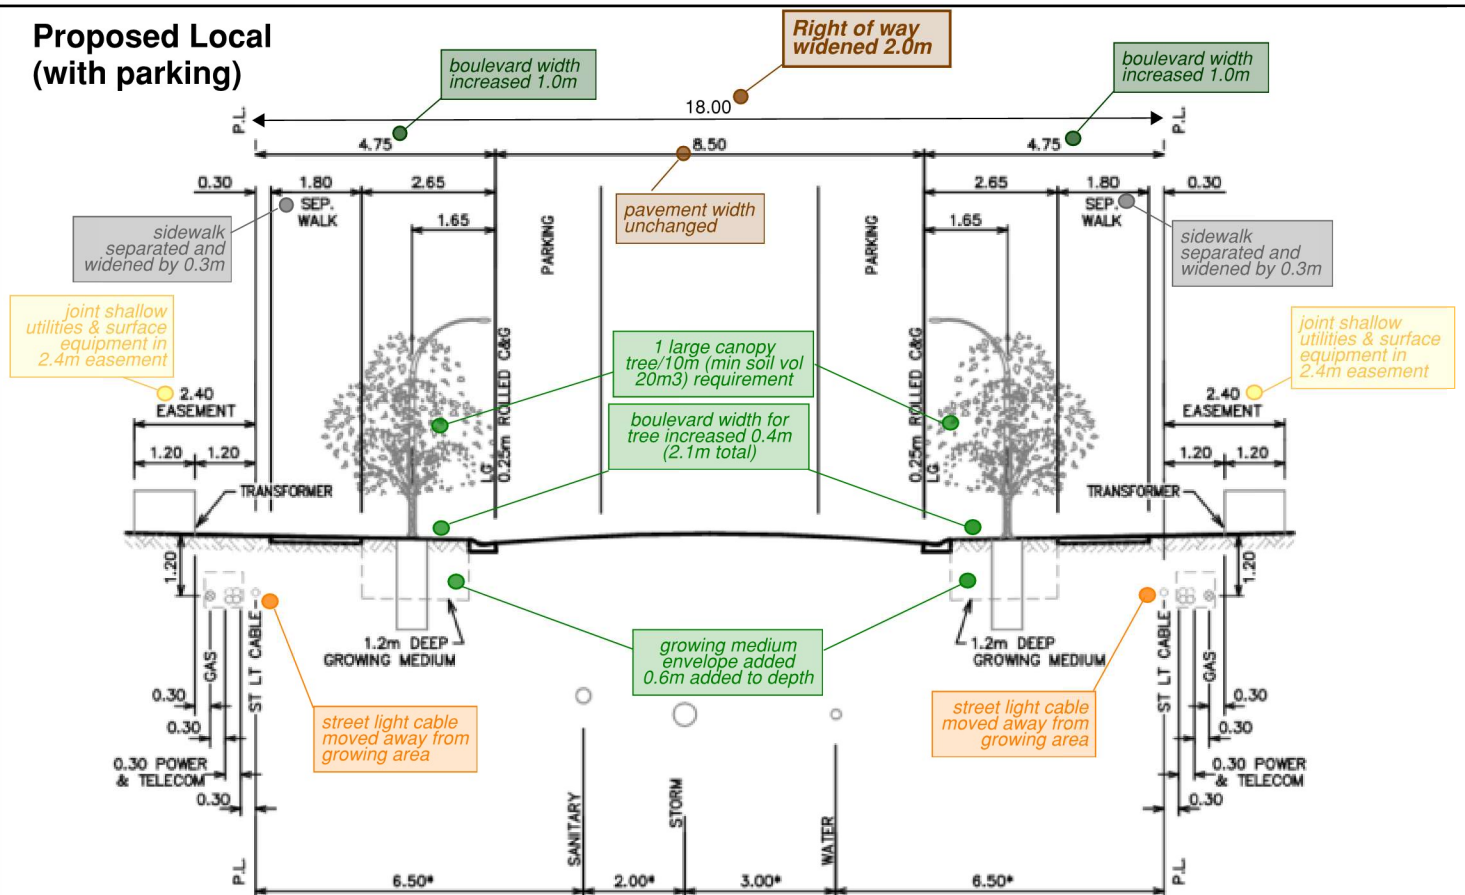 Proposed Local
(with parking)
Right of way
widened 2.0m
boulevard width
increased 1.0m
boulevard width
increased 1.0m
P.L.
18.00
P.L.
4.75
8.50
4.75
0.30
1.80
2.65
2.65
1.80
0.30
SEP.
WALK
SEP.
WALK
1.65
1.65
pavement width
unchanged
PARKING
PARKING
sidewalk
separated and
widened by 0.3m
sidewalk
separated and
widened by 0.3m
joint shallow
utilities & surface
equipment in
2.4m easement
joint shallow
utilities & surface
equipment in
2.4m easement
1 large canopy
tree/10m (min soil vol
20m3) requirement
boulevard width for
tree increased 0.4m
(2.1m total)
LG
0.25m ROLLED C&G
0.25m ROLLED C&G
LG
2.40
EASEMENT
2.40
EASEMENT
1.20
1.20
1.20
1.20
TRANSFORMER
TRANSFORMER
1.20
1.20
1.2m DEEP
GROWING MEDIUM
1.2m DEEP
GROWING MEDIUM
growing medium
envelope added
0.6m added to depth
GAS
ST LT CABLE
ST LT CABLE
GAS
street light cable
moved away from
growing area
street light cable
moved away from
growing area
0.30
0.30
0.30 POWER
& TELECOM
0.30
0.30
0.30
0.30 POWER
& TELECOM
0.30
SANITARY
STORM
WATER
P.L.
6.50*
2.00*
3.00*
6.50*
P.L.